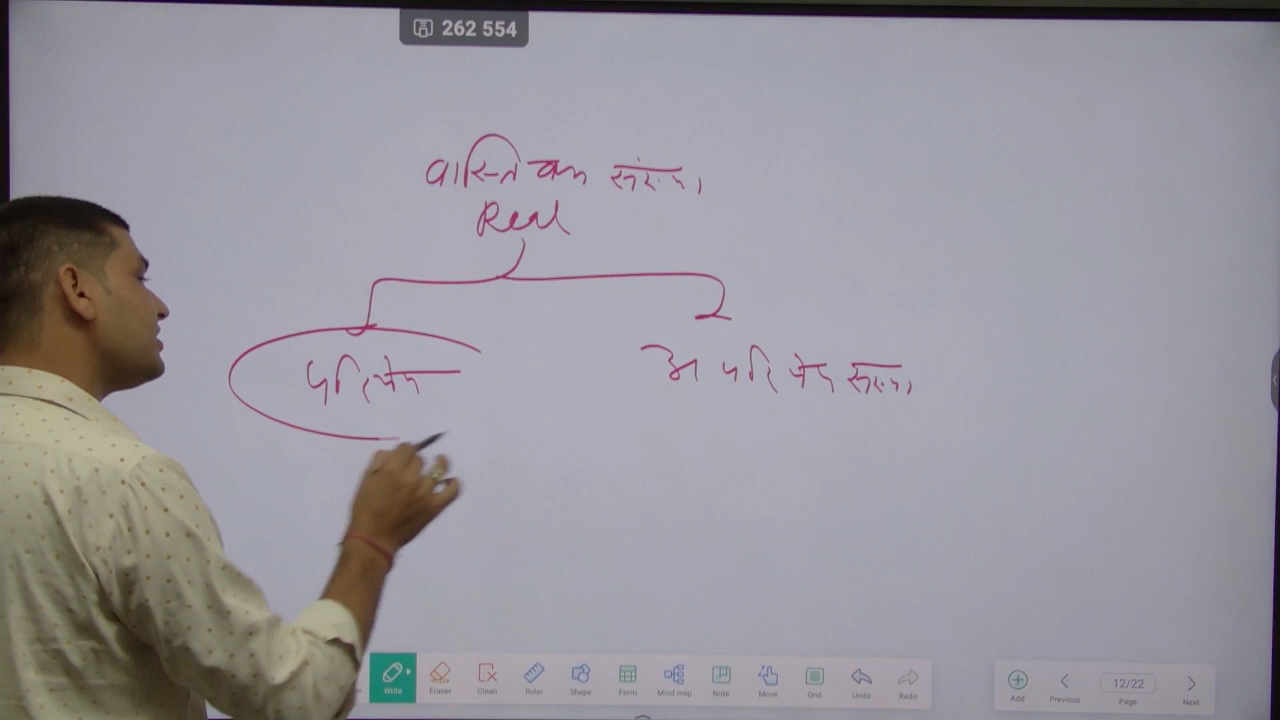 262 554
वास्तिवक संख्या
Real
परिमेय
अपरिमेय संख्या
Write
Eraser
Clean
Ruler
Shape
Form
Mind map
Note
Move
Grid
Undo
Redo
Add
Previous
12/22
Page
Next